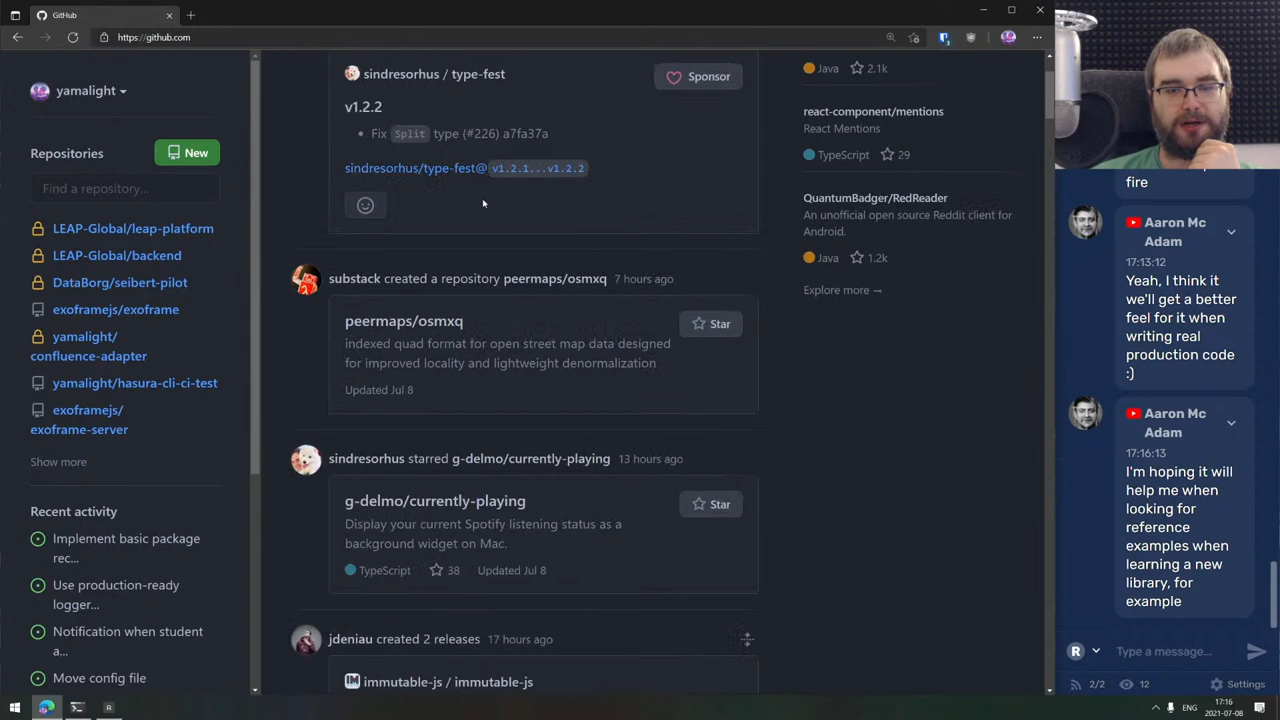 GitHub
https://github.com
yamalight
Repositories
New
Find a repository...
LEAP-Global/leap-platform
LEAP-Global/backend
DataBorg/seibert-pilot
exoframejs/exoframe
yamalight/
confluence-adapter
yamalight/hasura-cli-ci-test
exoframejs/
exoframe-server
Show more
Recent activity
Implement basic package
rec...
Use production-ready
logger...
Notification when student
a...
Move config file
sindresorhus / type-fest
Sponsor
v1.2.2
Fix Split type (#226) a7fa37a
sindresorhus/type-fest@ v1.2.1...v1.2.2
substack created a repository peermaps/osmxq 7 hours ago
peermaps/osmxq
Star
indexed quad format for open street map data designed
for improved locality and lightweight denormalization
Updated Jul 8
sindresorhus starred g-delmo/currently-playing 13 hours ago
g-delmo/currently-playing
Star
Display your current Spotify listening status as a
background widget on Mac.
TypeScript 38 Updated Jul 8
jdeniau created 2 releases 17 hours ago
immutable-js / immutable-js
Java 2.1k
react-component/mentions
React Mentions
TypeScript 29
QuantumBadger/RedReader
An unofficial open source Reddit client for
Android.
Java 1.2k
Explore more →
fire
Aaron Mc
Adam
17:13:12
Yeah, I think it
we'll get a better
feel for it when
writing real
production code
:)
Aaron Mc
Adam
17:16:13
I'm hoping it will
help me when
looking for
reference
examples when
learning a new
library, for
example
R
Type a message...
2/2
12
Settings
ENG
17:16
2021-07-08